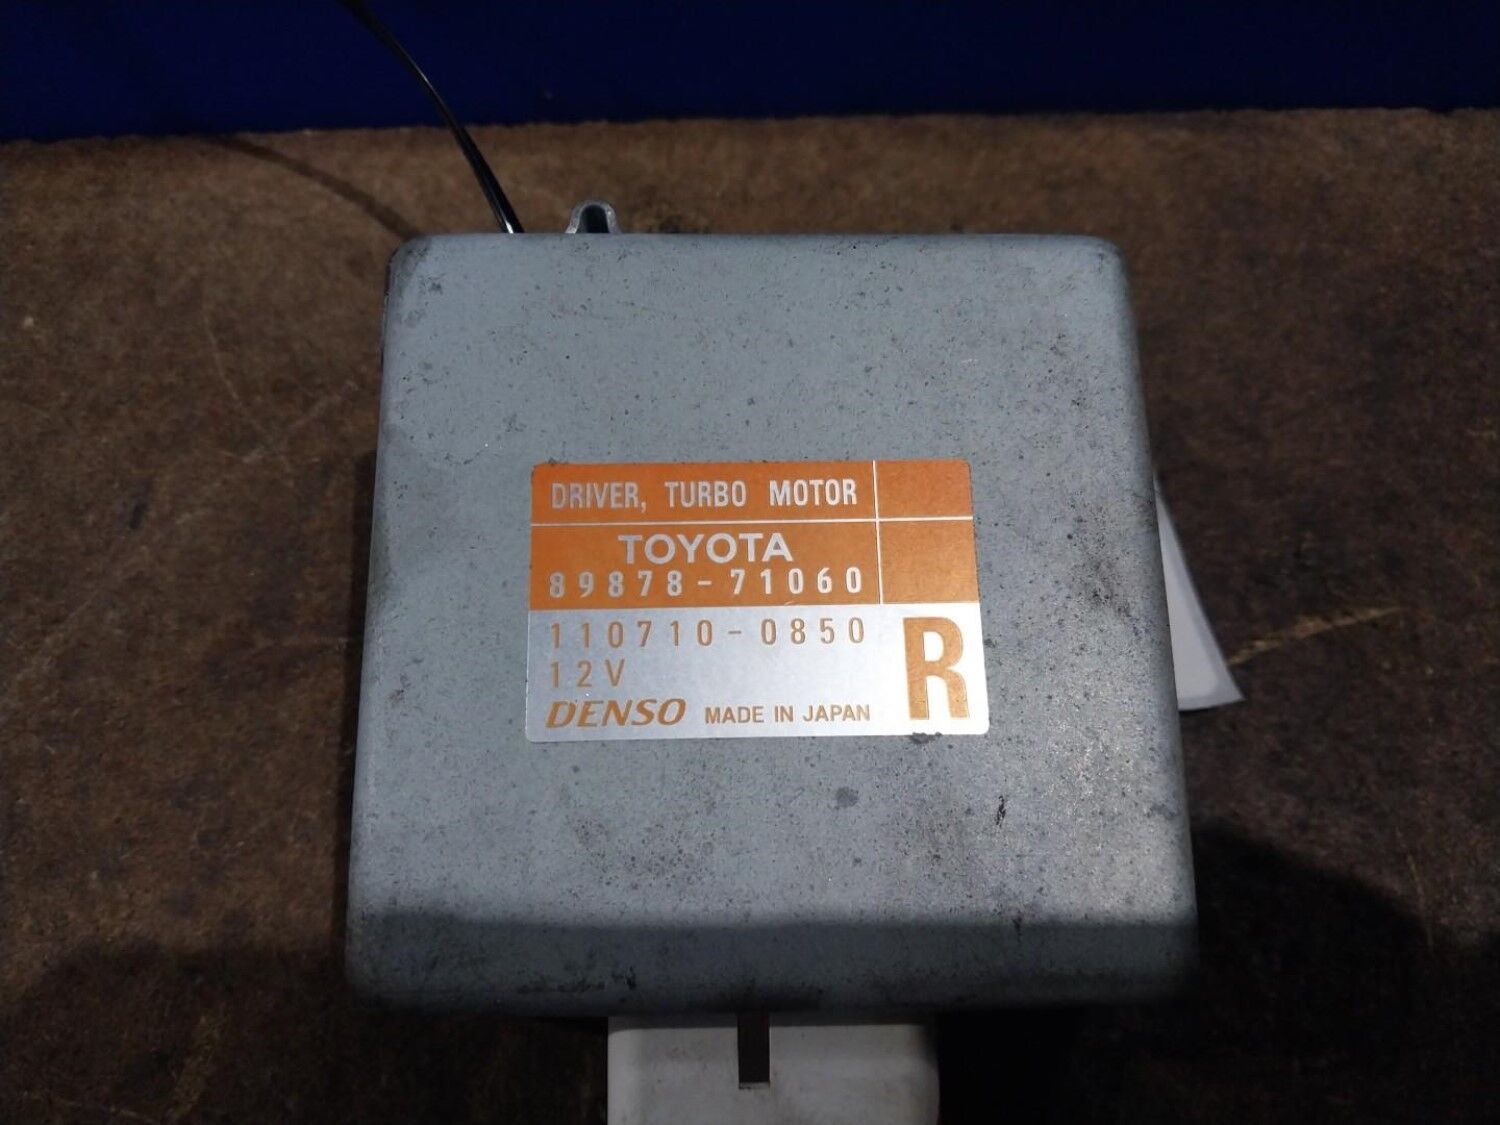 DRIVER, TURBO MOTOR
TOYOTA
89878-71060
110710-0850
12V
DENSO MADE IN JAPAN
R